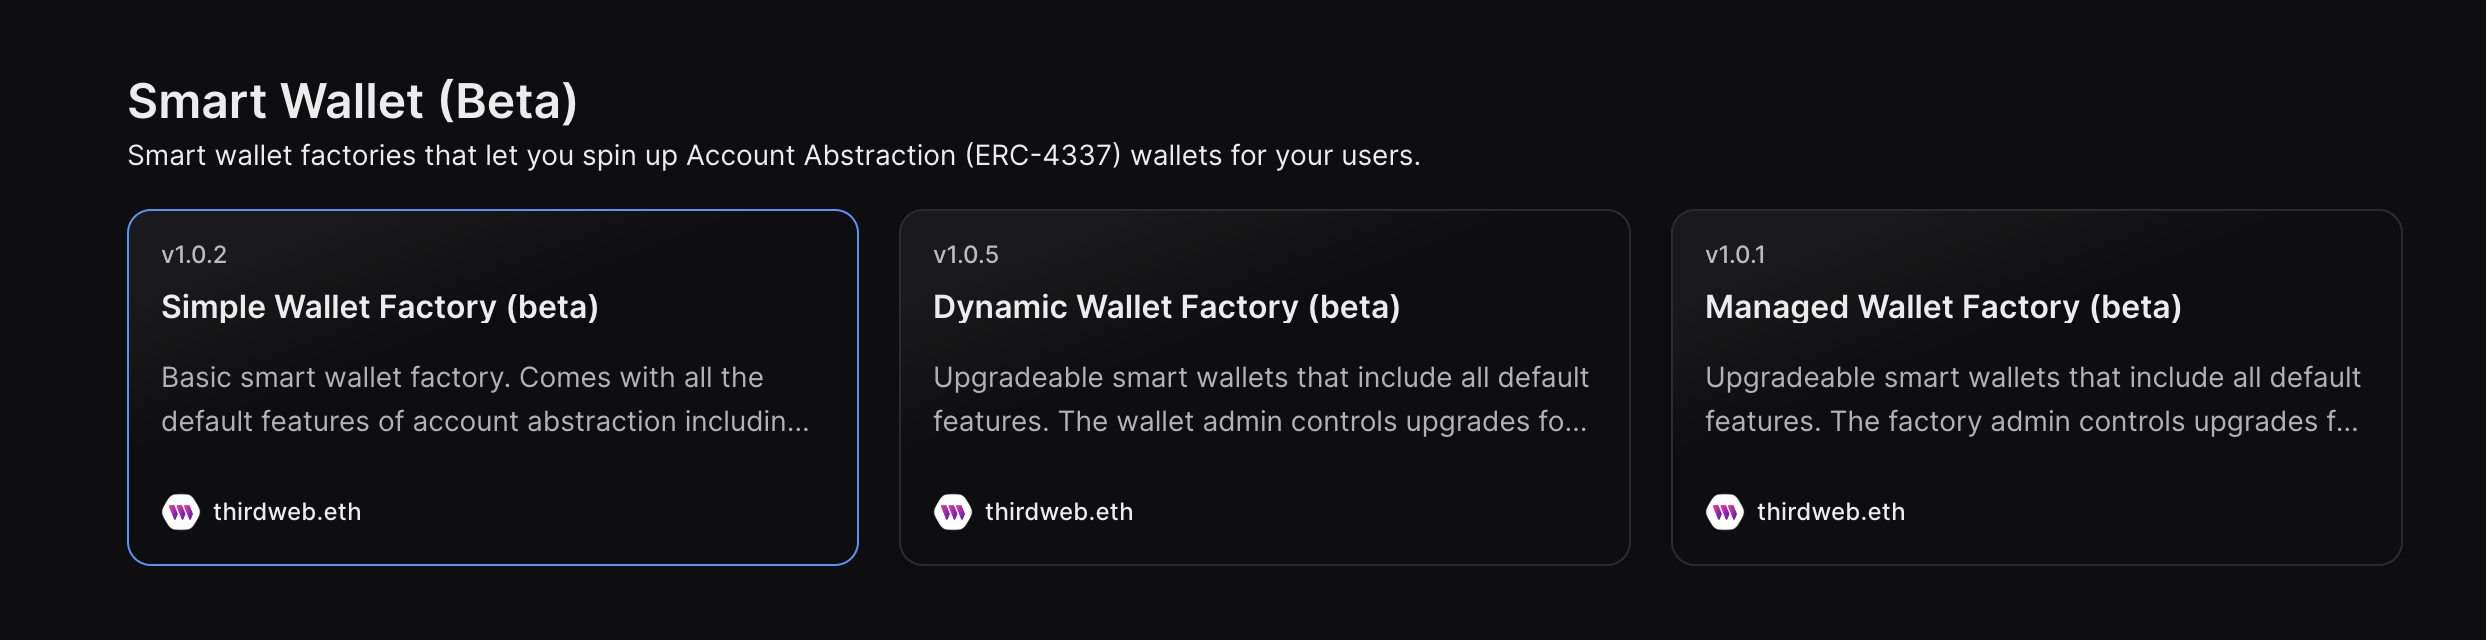 Smart Wallet (Beta)
Smart wallet factories that let you spin up Account Abstraction (ERC-4337) wallets for your users.
v1.0.2
Simple Wallet Factory (beta)
Basic smart wallet factory. Comes with all the
default features of account abstraction includin...
thirdweb.eth
v1.0.5
Dynamic Wallet Factory (beta)
Upgradeable smart wallets that include all default
features. The wallet admin controls upgrades fo...
thirdweb.eth
v1.0.1
Managed Wallet Factory (beta)
Upgradeable smart wallets that include all default
features. The factory admin controls upgrades f...
thirdweb.eth